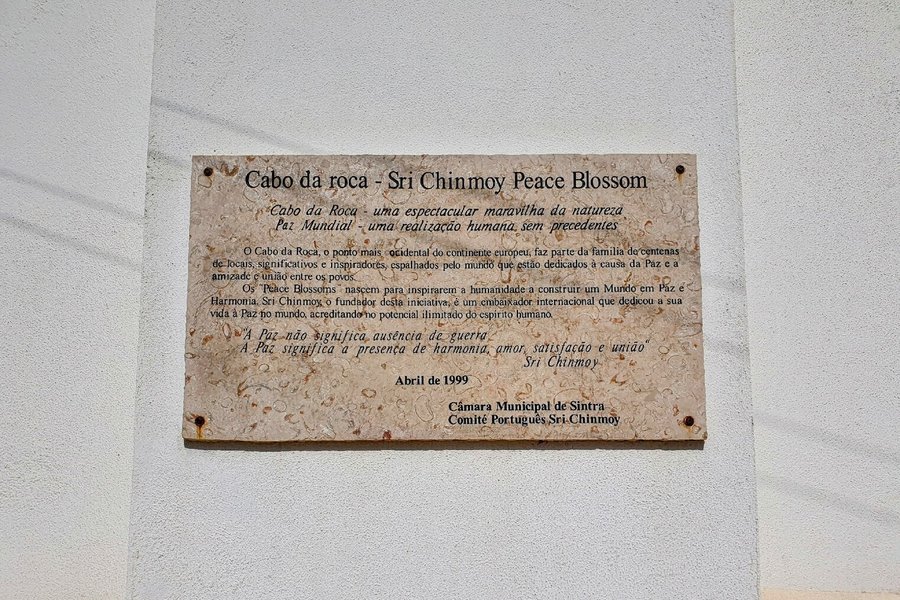 Cabo da roca - Sri Chinmoy Peace Blossom
Cabo da Roca - uma espectacular maravilha da natureza
Paz Mundial - uma realização humana sem precedentes
O Cabo da Roca, o ponto mais ocidental do continente europeu, faz parte da família de centenas
de locais, significativos e inspiradores, espalhados pelo mundo que estão dedicados à causa da Paz e a
amizade e união entre os povos.
Os "Peace Blossoms" nascem para inspirarem a humanidade a construir um Mundo em Paz e
Harmonia. Sri Chinmoy, o fundador desta iniciativa, é um embaixador internacional que dedicou a sua
vida à Paz no mundo, acreditando no potencial ilimitado do espírito humano.
"A Paz não significa ausência de guerra,
A Paz significa a presença de harmonia, amor, satisfação e união"
Sri Chinmoy
Abril de 1999
Câmara Municipal de Sintra
Comité Português Sri Chinmoy